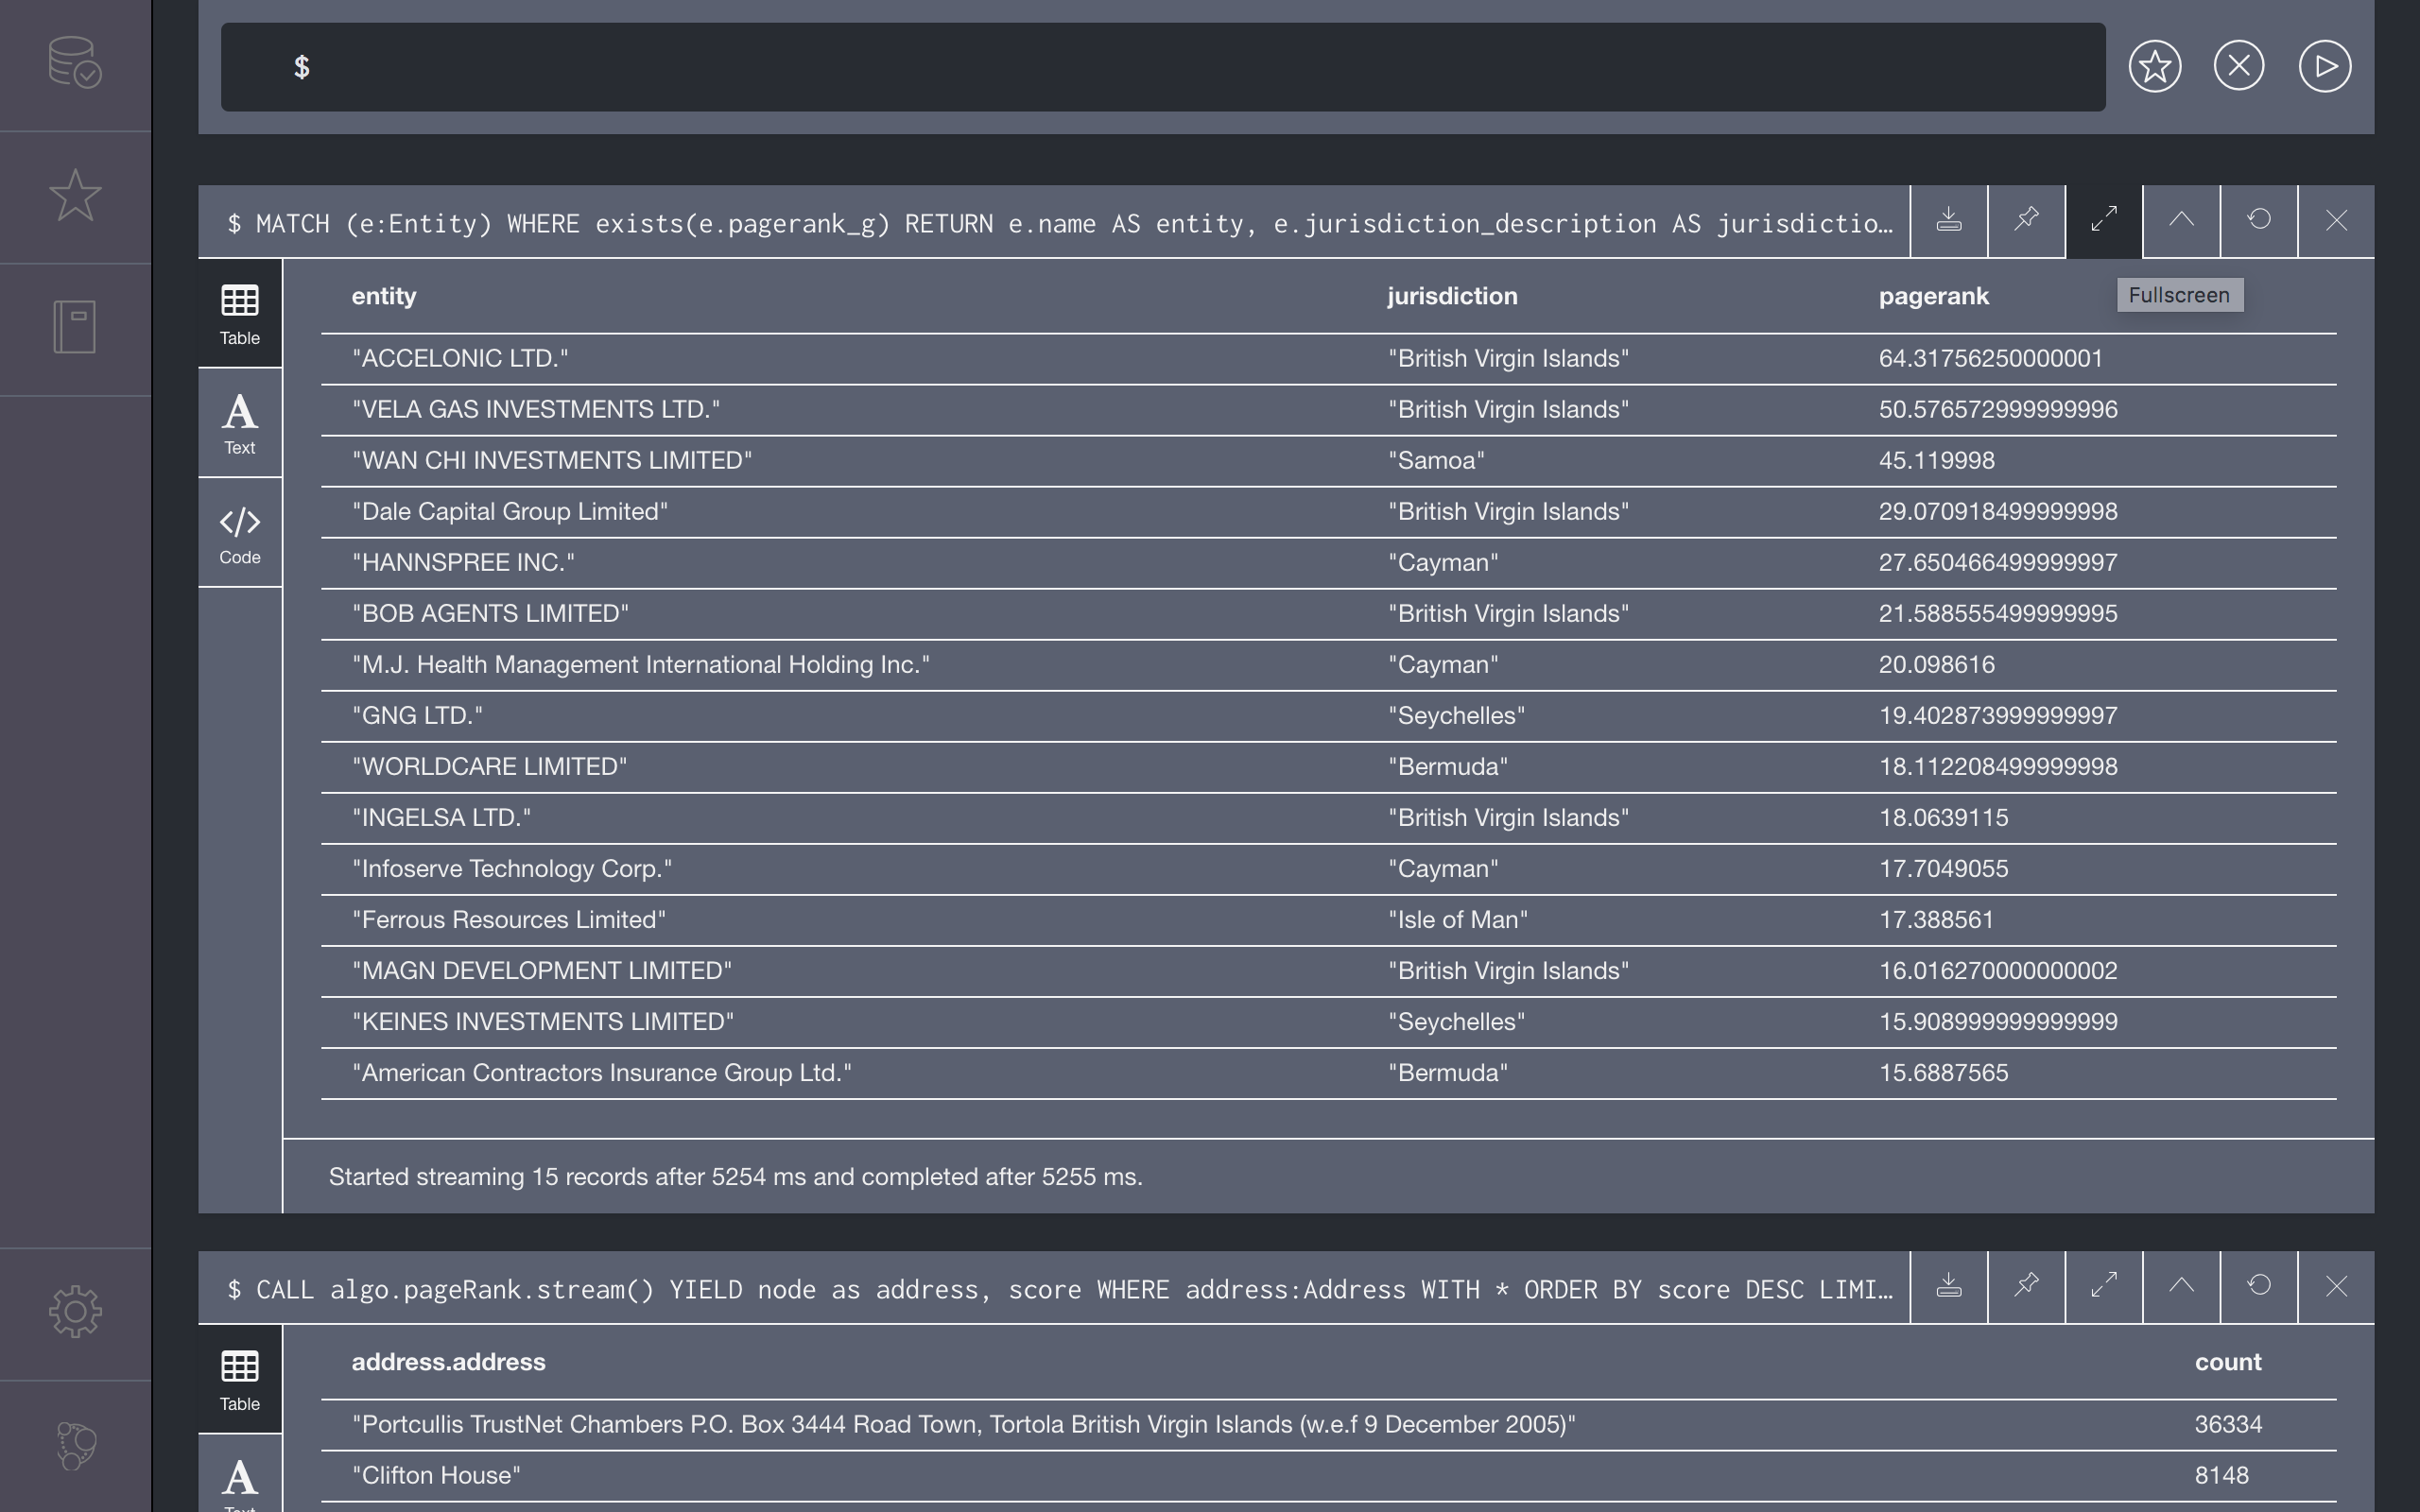 $
$ MATCH (e:Entity) WHERE exists(e.pagerank_g) RETURN e.name AS entity, e.jurisdiction_description AS jurisdictio…
Table
Text
Code
entity jurisdiction pagerank Fullscreen
"ACCELONIC LTD." "British Virgin Islands" 64.31756250000001
"VELA GAS INVESTMENTS LTD." "British Virgin Islands" 50.576572999999996
"WAN CHI INVESTMENTS LIMITED" "Samoa" 45.119998
"Dale Capital Group Limited" "British Virgin Islands" 29.070918499999998
"HANNSPREE INC." "Cayman" 27.650466499999997
"BOB AGENTS LIMITED" "British Virgin Islands" 21.588555499999995
"M.J. Health Management International Holding Inc." "Cayman" 20.098616
"GNG LTD." "Seychelles" 19.402873999999997
"WORLDCARE LIMITED" "Bermuda" 18.112208499999998
"INGELSA LTD." "British Virgin Islands" 18.0639115
"Infoserve Technology Corp." "Cayman" 17.7049055
"Ferrous Resources Limited" "Isle of Man" 17.388561
"MAGN DEVELOPMENT LIMITED" "British Virgin Islands" 16.016270000000002
"KEINES INVESTMENTS LIMITED" "Seychelles" 15.908999999999999
"American Contractors Insurance Group Ltd." "Bermuda" 15.6887565
Started streaming 15 records after 5254 ms and completed after 5255 ms.
$ CALL algo.pageRank.stream() YIELD node as address, score WHERE address:Address WITH * ORDER BY score DESC LIMI…
Table
A
Text
address.address count
"Portcullis TrustNet Chambers P.O. Box 3444 Road Town, Tortola British Virgin Islands (w.e.f 9 December 2005)" 36334
"Clifton House" 8148